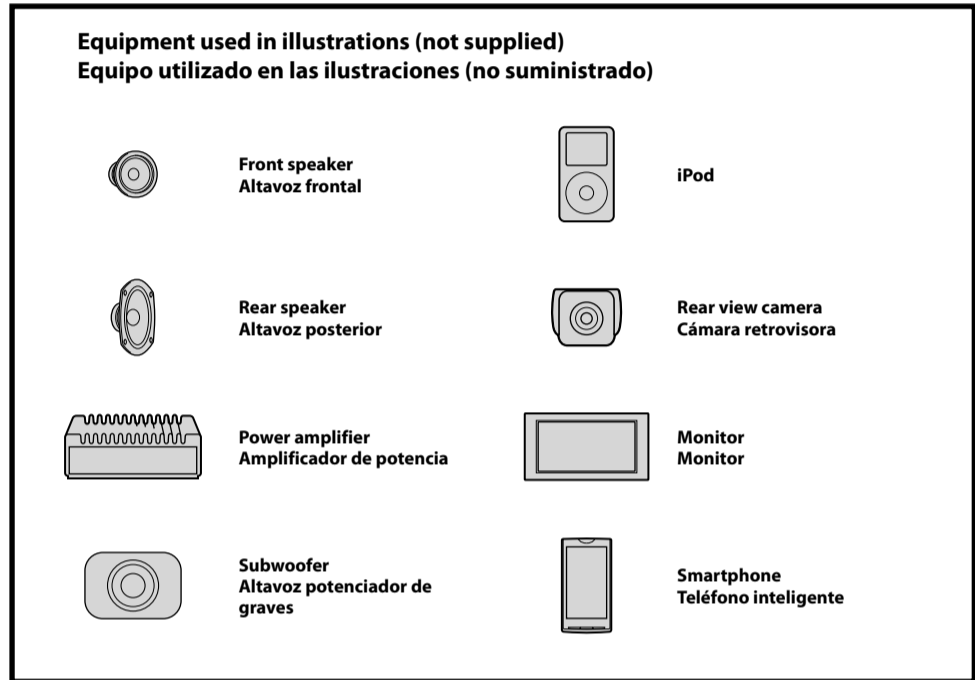 Equipment used in illustrations (not supplied)
Equipo utilizado en las ilustraciones (no suministrado)
Front speaker
Altavoz frontal
iPod
Rear speaker
Altavoz posterior
Rear view camera
Cámara retrovisora
Power amplifier
Amplificador de potencia
Monitor
Monitor
Subwoofer
Altavoz potenciador de
graves
Smartphone
Teléfono inteligente